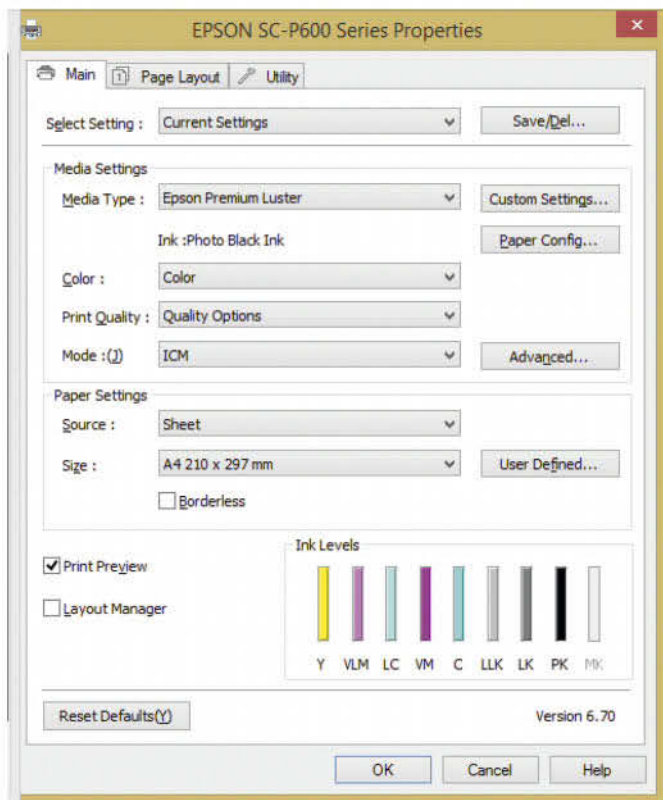 EPSON SC-P600 Series Properties
Main
Page Layout
Utility
Select Setting : Current Settings Save/Del...
Media Settings
Media Type : Epson Premium Luster Custom Settings...
Ink :Photo Black Ink Paper Config...
Color : Color
Print Quality : Quality Options
Mode :(J) ICM Advanced...
Paper Settings
Source : Sheet
Size : A4 210 x 297 mm User Defined...
Borderless
Ink Levels
Print Preview
Layout Manager
Y VLM LC VM C LLK LK PK MK
Reset Defaults(Y) Version 6.70
OK Cancel Help